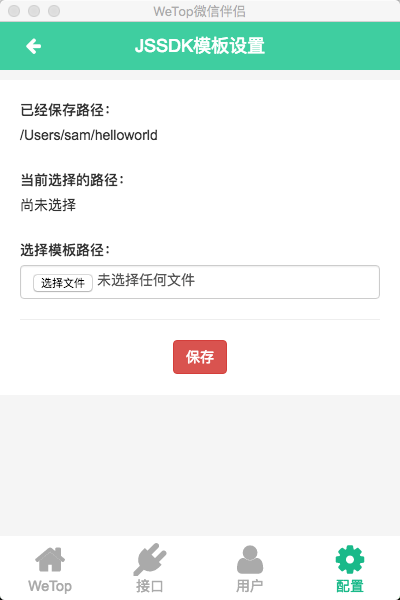 WeTop微信伴侣
JSSDK模板设置
已经保存路径：
/Users/sam/helloworld
当前选择的路径：
尚未选择
选择模板路径：
选择文件 未选择任何文件
保存
WeTop 接口 用户 配置